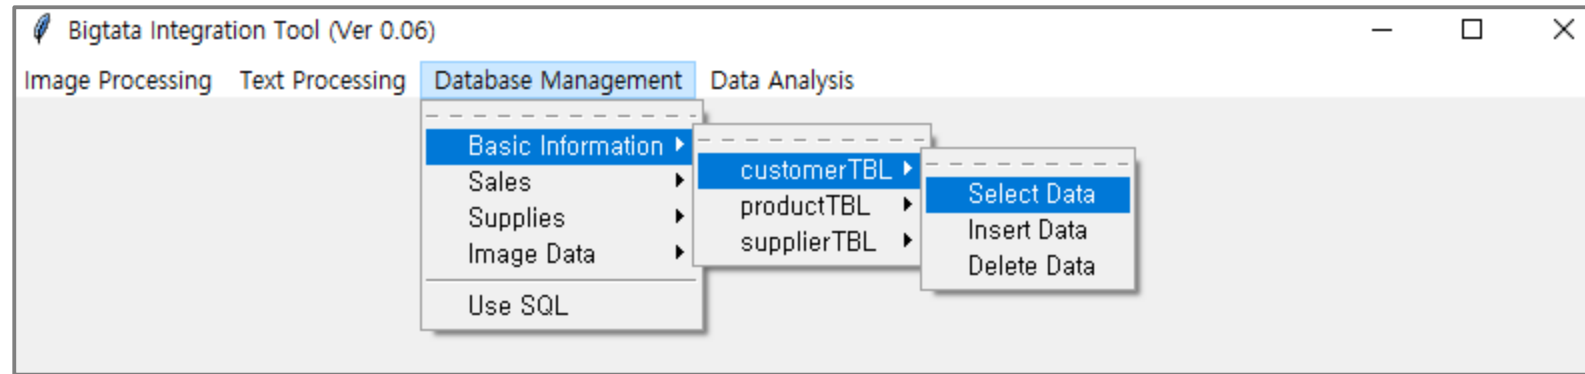 Bigtata Integration Tool (Ver 0.06)
Image Processing Text Processing Database Management Data Analysis
Basic Information
Sales
Supplies
Image Data
Use SQL
customerTBL
productTBL
supplierTBL
Select Data
Insert Data
Delete Data